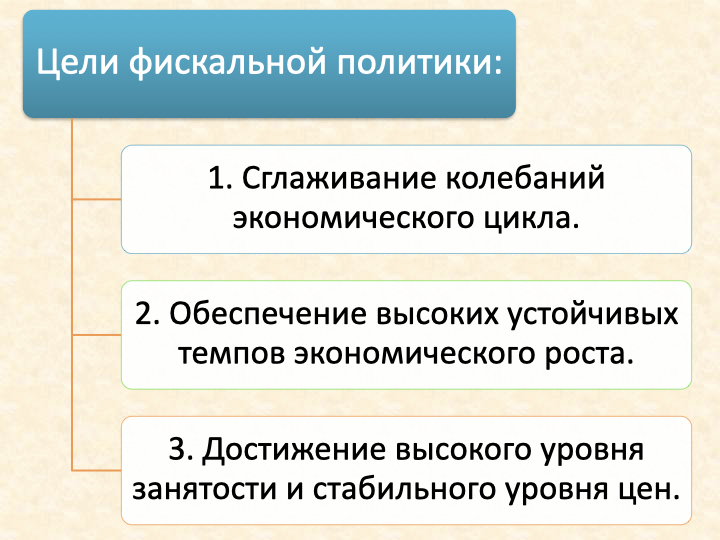 Цели фискальной политики:
1. Сглаживание колебаний
экономического цикла.
2. Обеспечение высоких устойчивых
темпов экономического роста.
3. Достижение высокого уровня
занятости и стабильного уровня цен.